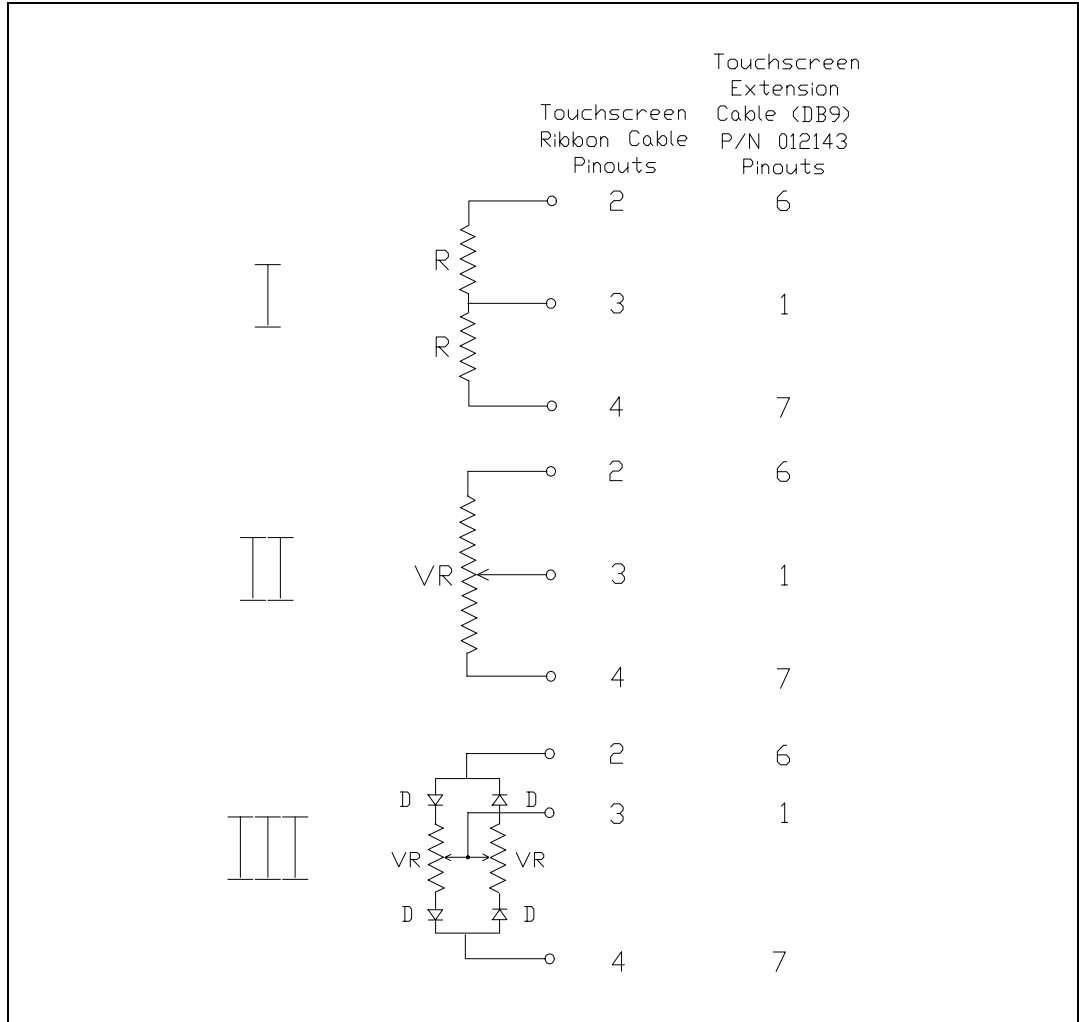 Touchscreen
Extension
Cable (DB9)
P/N 012143
Pinouts
Touchscreen
Ribbon Cable
Pinouts
I
2 6
R
3 1
R
4 7
II
2 6
VR 3 1
4 7
III
2 6
D D
3 1
VR VR
D D
4 7